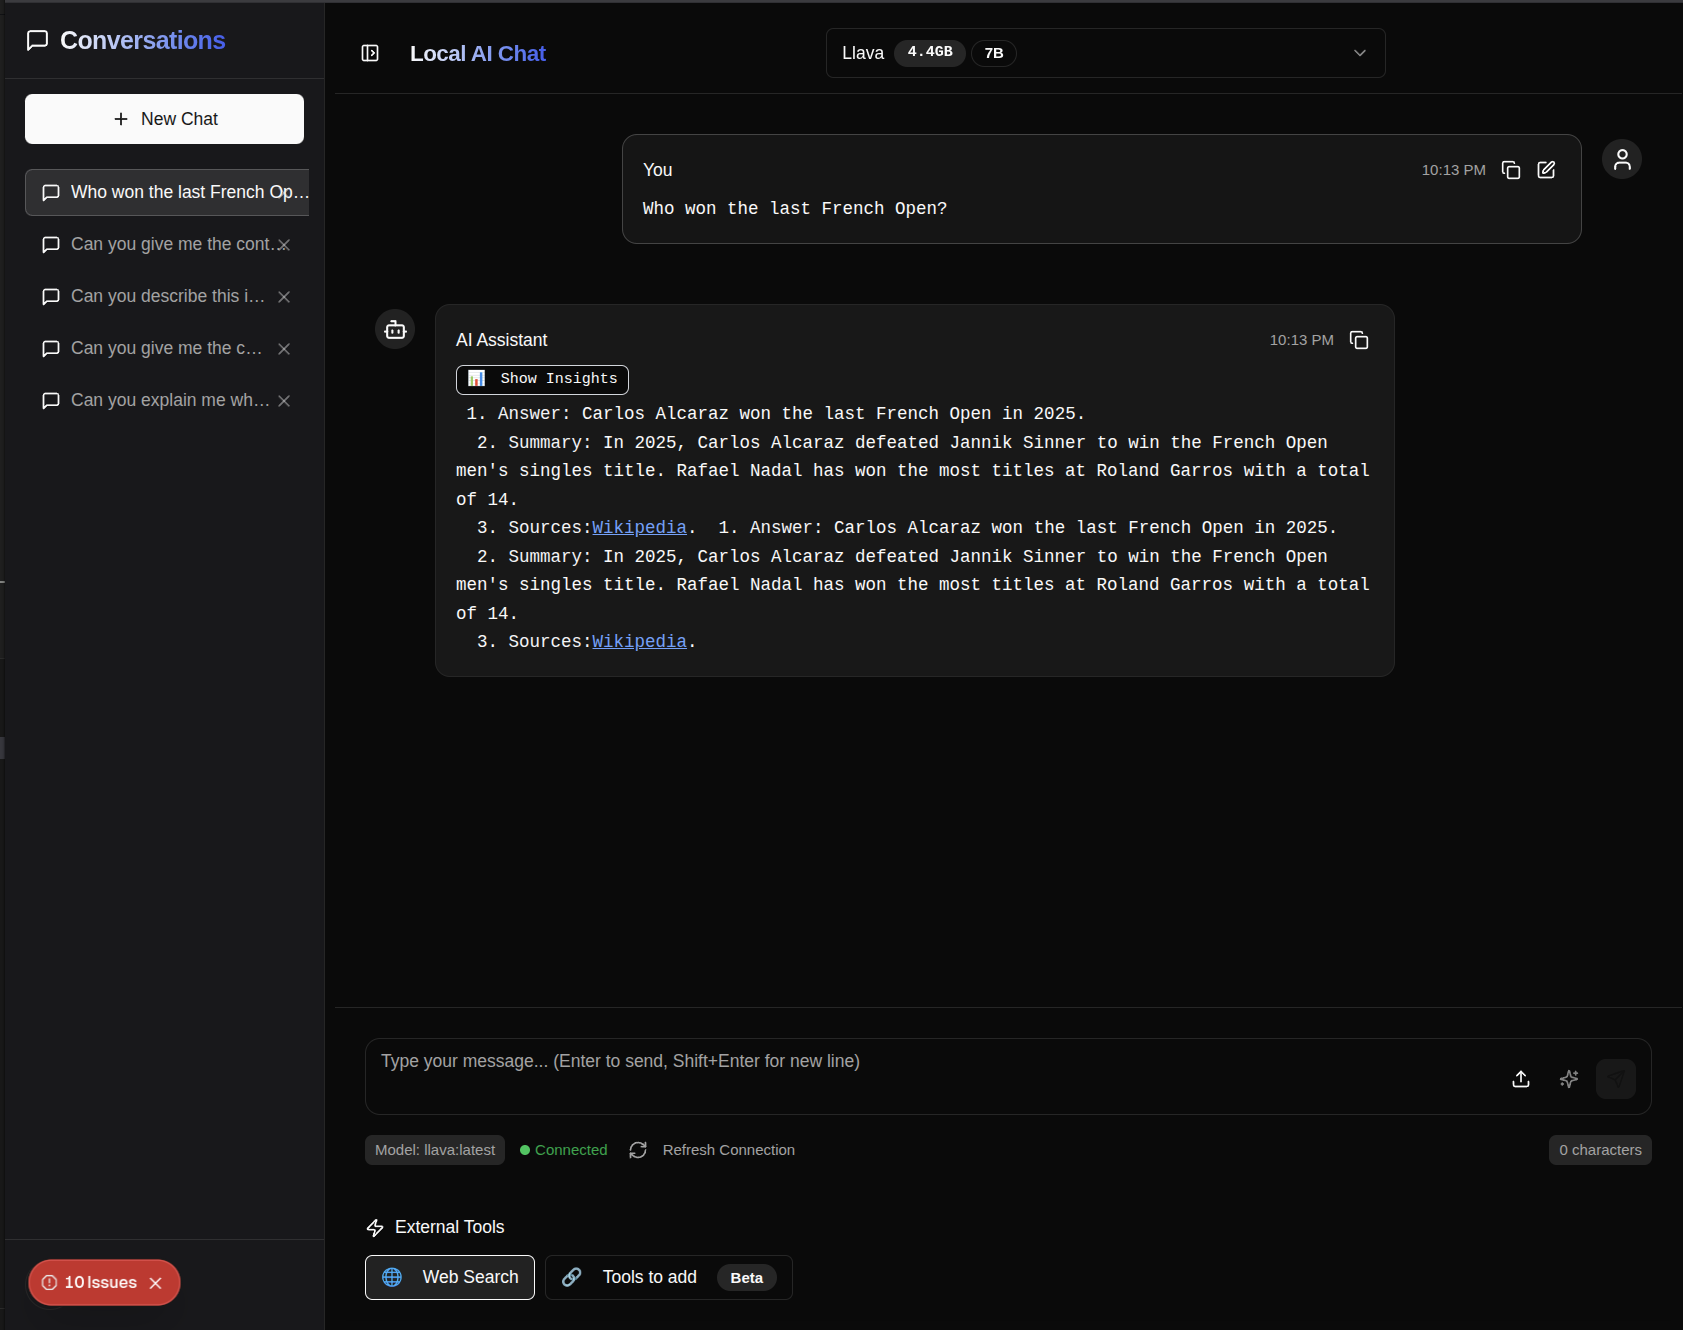 Conversations
New Chat
Who won the last French Op...
Can you give me the cont...
Can you describe this i...
Can you give me the c...
Can you explain me wh...
10 Issues
Local AI Chat
Llava 4.4GB 7B
You 10:13 PM
Who won the last French Open?
AI Assistant 10:13 PM
Show Insights
1. Answer: Carlos Alcaraz won the last French Open in 2025.
2. Summary: In 2025, Carlos Alcaraz defeated Jannik Sinner to win the French Open
men's singles title. Rafael Nadal has won the most titles at Roland Garros with a total
of 14.
3. Sources:Wikipedia.  1. Answer: Carlos Alcaraz won the last French Open in 2025.
2. Summary: In 2025, Carlos Alcaraz defeated Jannik Sinner to win the French Open
men's singles title. Rafael Nadal has won the most titles at Roland Garros with a total
of 14.
3. Sources:Wikipedia.
Type your message... (Enter to send, Shift+Enter for new line)
Model: llava:latest Connected Refresh Connection 0 characters
External Tools
Web Search Tools to add Beta